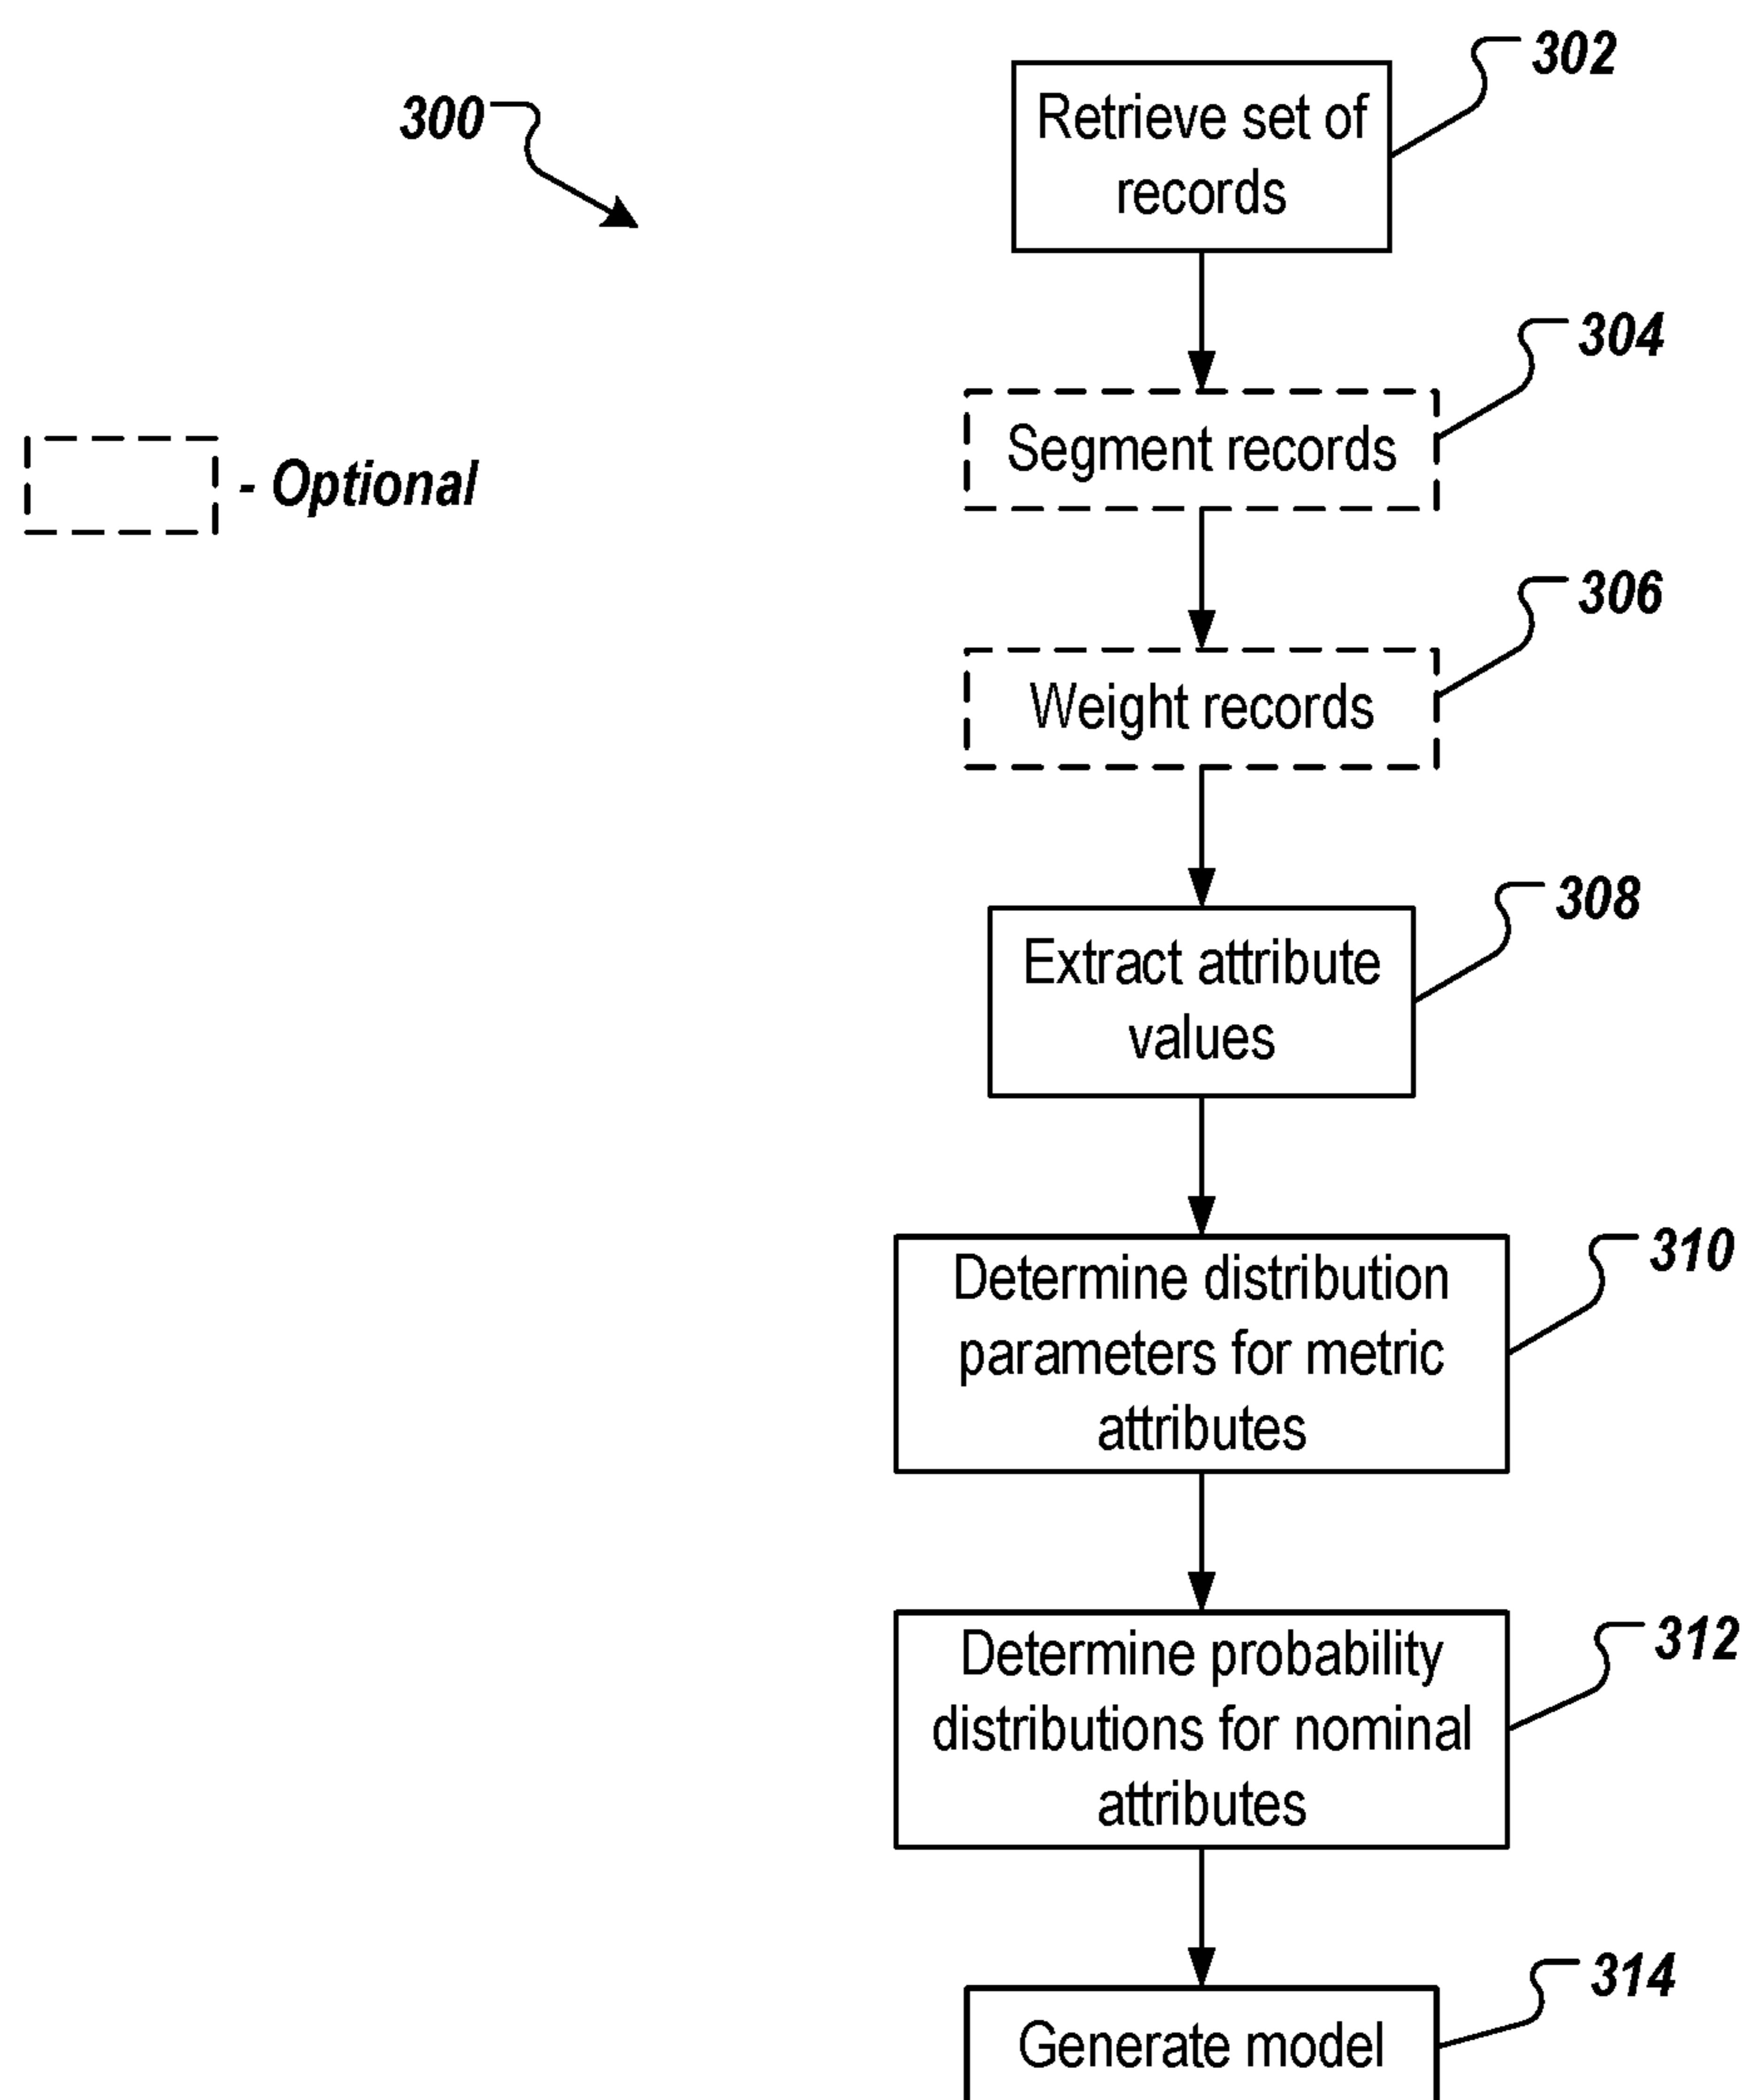 300
302
Retrieve set of
records
304
Segment records
- Optional
306
Weight records
308
Extract attribute
values
310
Determine distribution
parameters for metric
attributes
312
Determine probability
distributions for nominal
attributes
314
Generate model